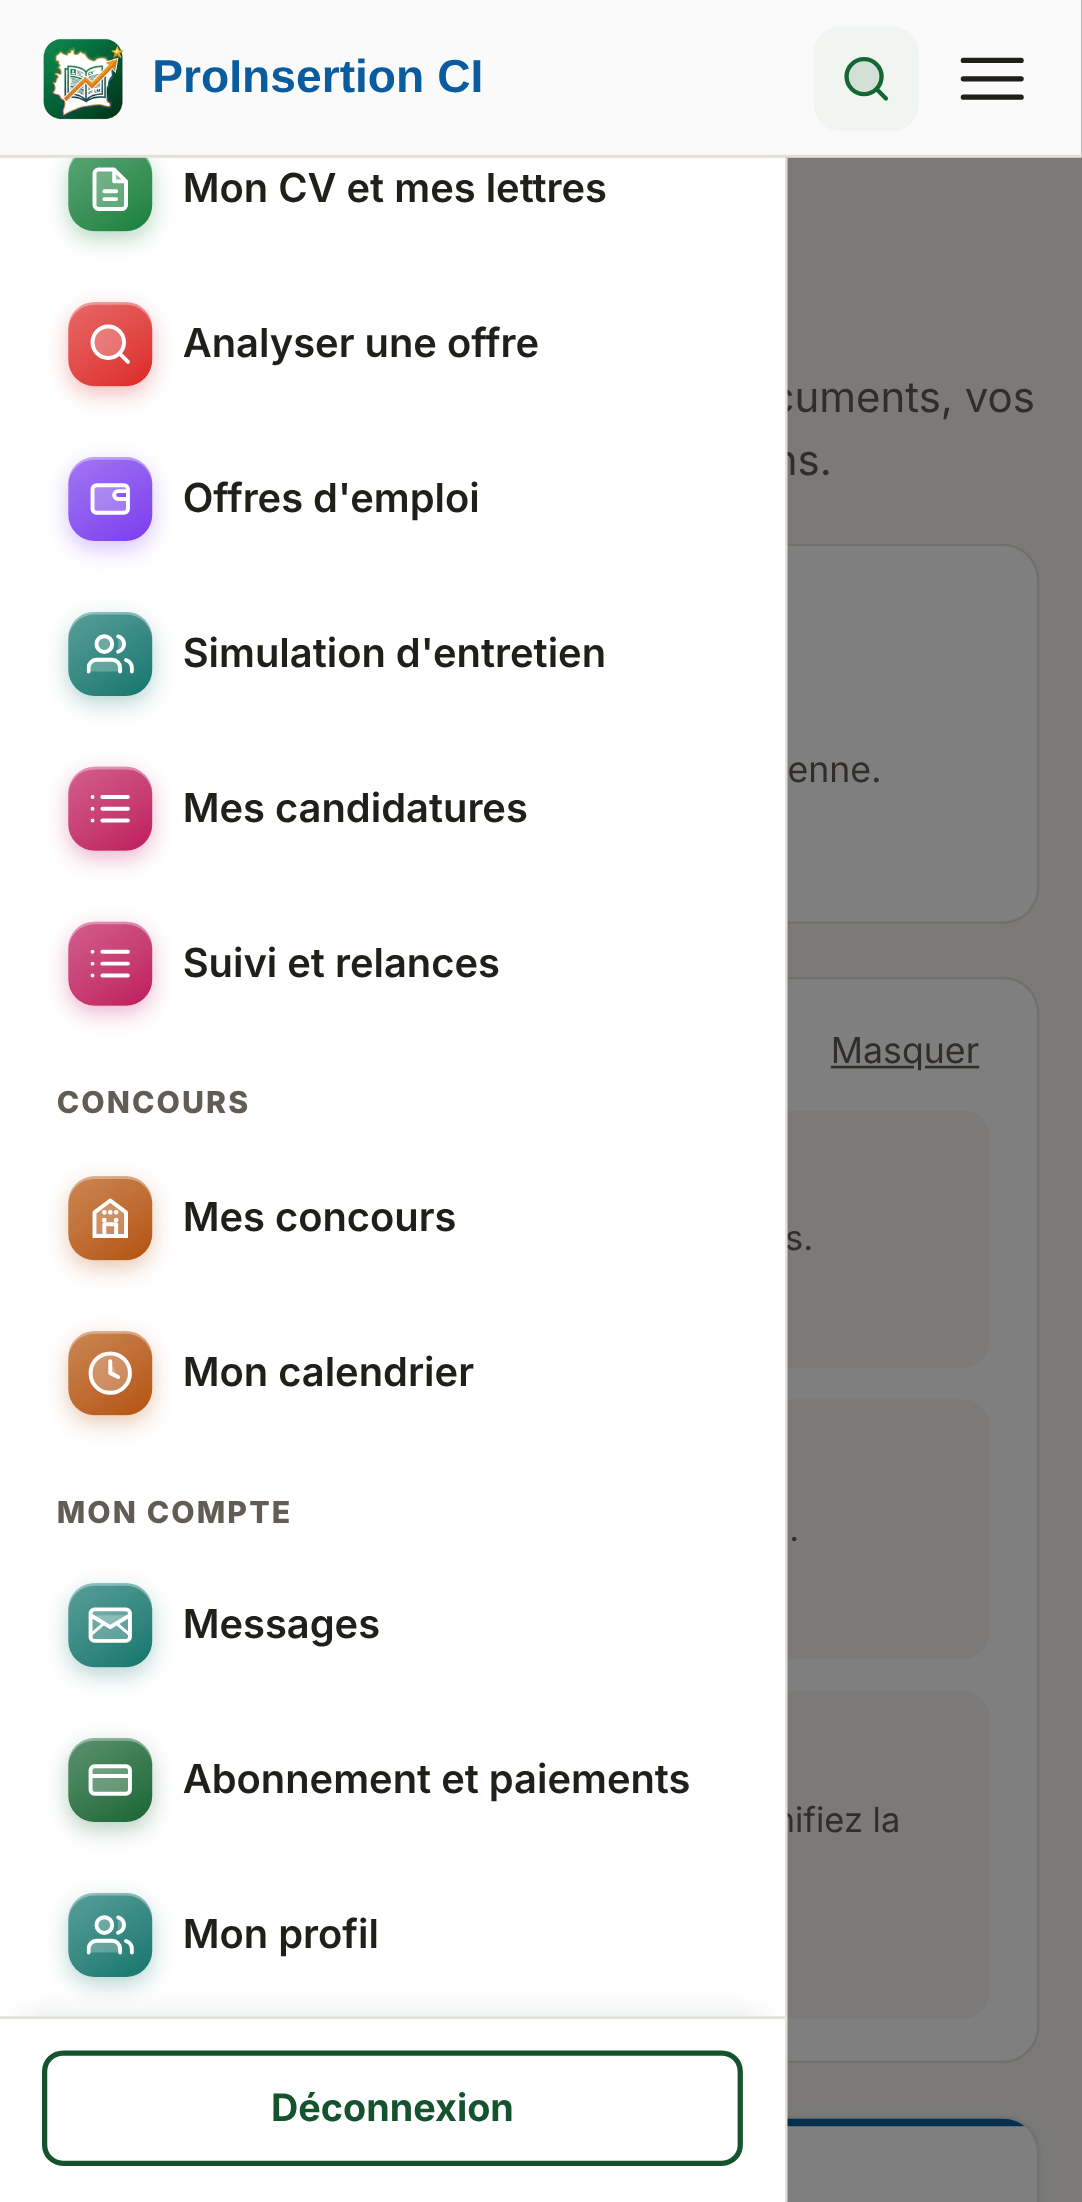 ProInsertion CI
Mon CV et mes lettres
Analyser une offre
cuments, vos
ns.
Offres d'emploi
Simulation d'entretien
enne.
Mes candidatures
Suivi et relances
Masquer
CONCOURS
Mes concours
s.
Mon calendrier
MON COMPTE
.
Messages
Abonnement et paiements
nifiez la
Mon profil
Déconnexion